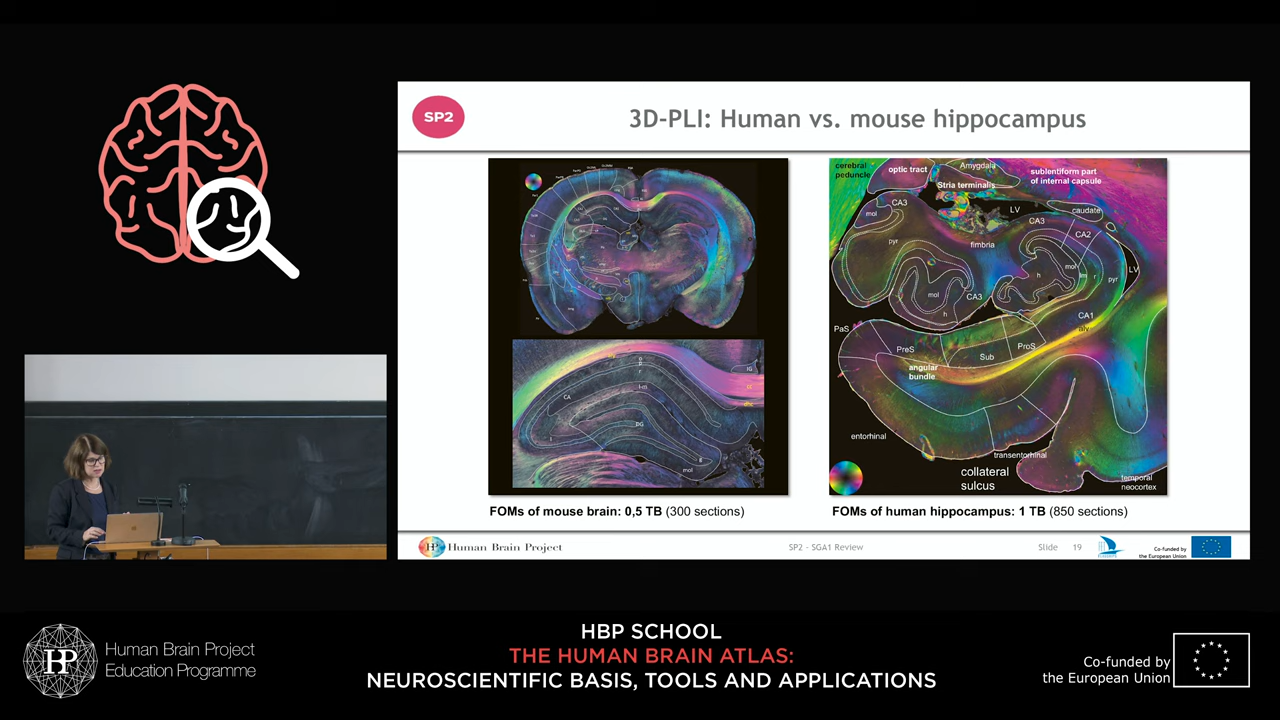 SP2
3D-PLI: Human vs. mouse hippocampus
CA
DG
mol
cerebral
peduncle
optic tract
Amygdala
sublentiform part
of internal capsule
Stria terminalis
CA3
mol
LV
CA3
caudate
CA2
pyr
fimbria
mol
lm
r
pyr
LV
h
mol
CA3
h
CA1
alv
PaS
PreS
Sub
ProS
angular
bundle
entorhinal
transentorhinal
collateral
sulcus
temporal
neocortex
FOMs of mouse brain: 0,5 TB (300 sections)
FOMs of human hippocampus: 1 TB (850 sections)
HBP Human Brain Project
SP2 - SGA1 Review
Slide 19
Co-funded by
the European Union
HBP
Human Brain Project
Education Programme
HBP SCHOOL
THE HUMAN BRAIN ATLAS:
NEUROSCIENTIFIC BASIS, TOOLS AND APPLICATIONS
Co-funded by
the European Union